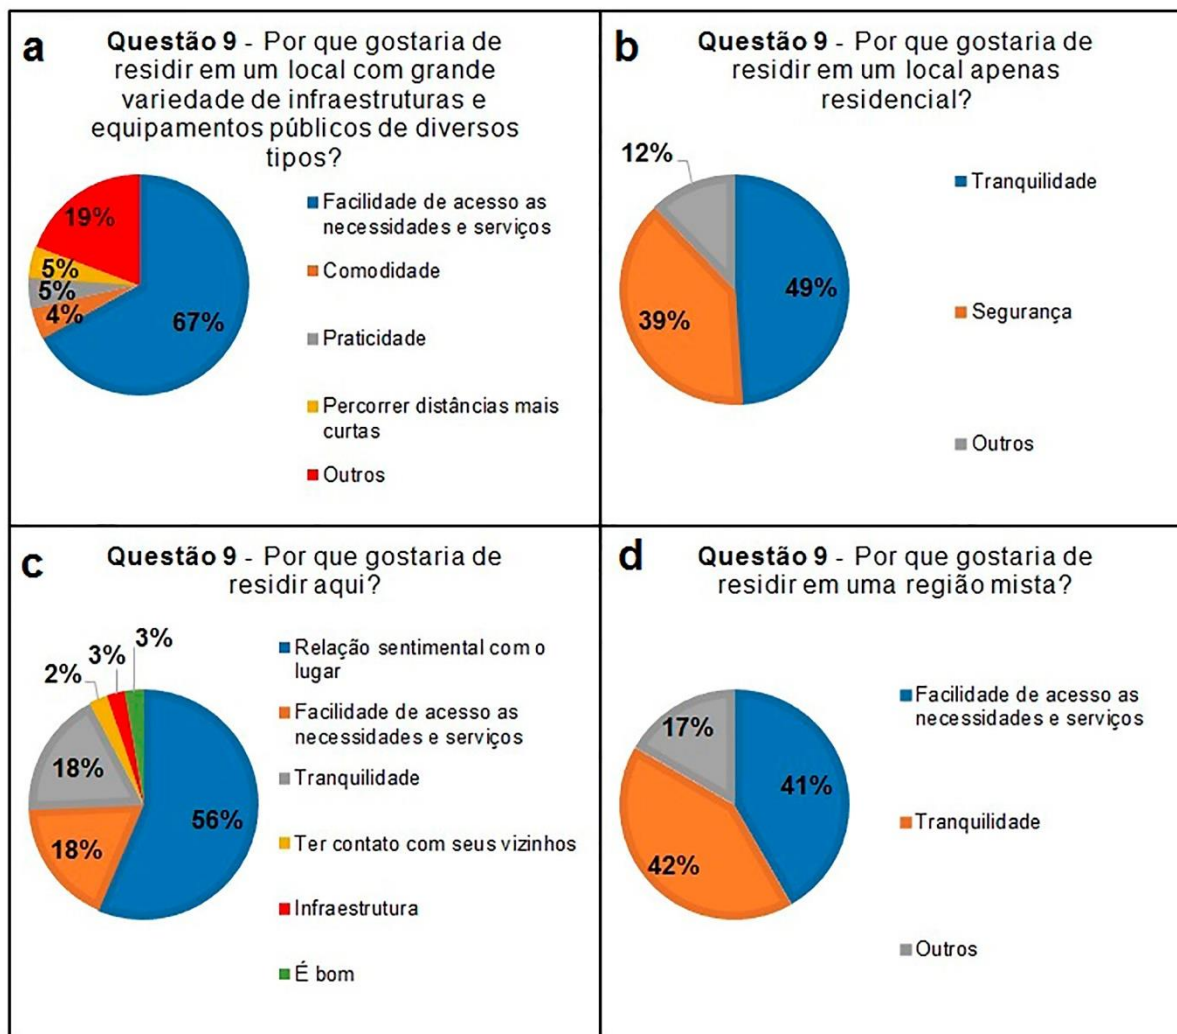 a
Questão 9 - Por que gostaria de
residir em um local com grande
variedade de infraestruturas e
equipamentos públicos de diversos
tipos?
19%
5%
5%
4%
67%
Facilidade de acesso as
necessidades e serviços
Comodidade
Praticidade
Percorrer distâncias mais
curtas
Outros
b
Questão 9 - Por que gostaria de
residir em um local apenas
residencial?
12%
39%
49%
Tranquilidade
Segurança
Outros
c
Questão 9 - Por que gostaria de
residir aqui?
3%
3%
2%
18%
18%
56%
Relação sentimental com o
lugar
Facilidade de acesso as
necessidades e serviços
Tranquilidade
Ter contato com seus vizinhos
Infraestrutura
É bom
d
Questão 9 - Por que gostaria de
residir em uma região mista?
17%
41%
42%
Facilidade de acesso as
necessidades e serviços
Tranquilidade
Outros